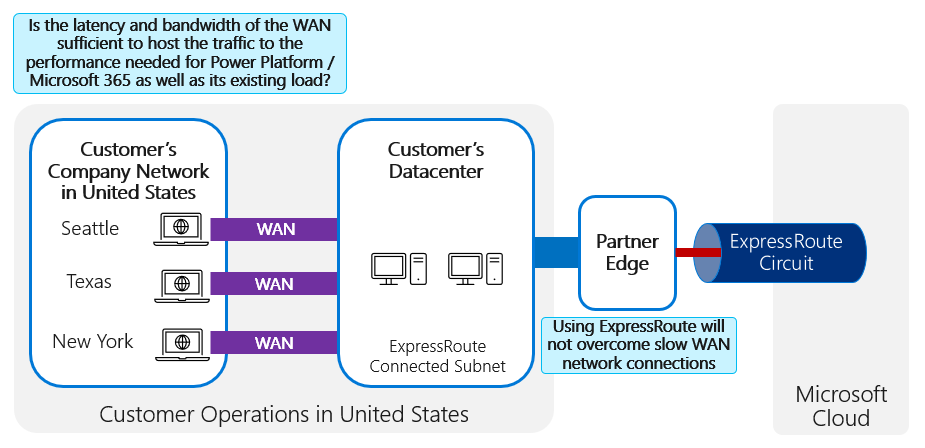 Is the latency and bandwidth of the WAN
sufficient to host the traffic to the
performance needed for Power Platform /
Microsoft 365 as well as its existing load?
Customer's
Company Network
in United States
Seattle
Texas
New York
WAN
WAN
WAN
Customer's
Datacenter
ExpressRoute
Connected Subnet
Partner
Edge
ExpressRoute
Circuit
Using ExpressRoute will
not overcome slow WAN
network connections
Customer Operations in United States
Microsoft
Cloud